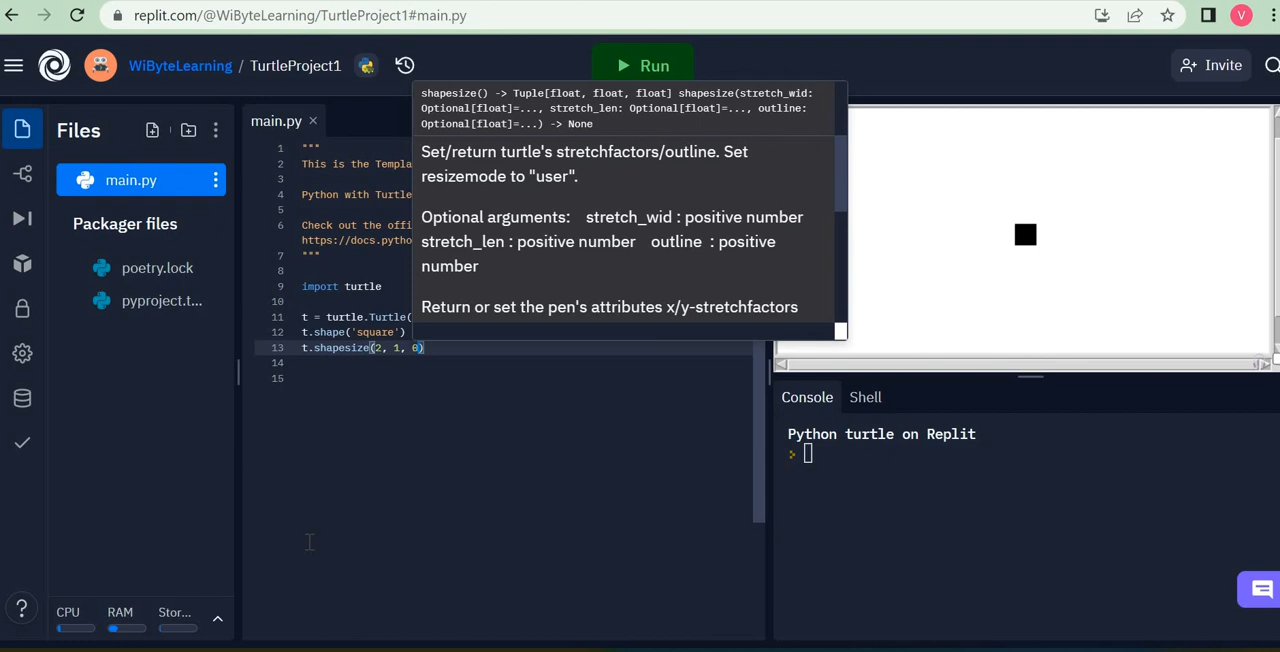 replit.com/@WiByteLearning/TurtleProject1#main.py
V
WiByteLearning / TurtleProject1
Run
Invite
Files
main.py
Packager files
poetry.lock
pyproject.t...
CPU RAM Stor...
main.py
1 """
2 This is the Templa
3
4 Python with Turtle
5
6 Check out the offi
https://docs.pytho
7 """
8
9 import turtle
10
11 t = turtle.Turtle(
12 t.shape('square')
13 t.shapesize(2, 1, 0)
14
15
shapesize() -> Tuple[float, float, float] shapesize(stretch_wid:
Optional[float]=..., stretch_len: Optional[float]=..., outline:
Optional[float]=...) -> None
Set/return turtle's stretchfactors/outline. Set
resizemode to "user".
Optional arguments: stretch_wid : positive number
stretch_len : positive number outline : positive
number
Return or set the pen's attributes x/y-stretchfactors
Console Shell
Python turtle on Replit